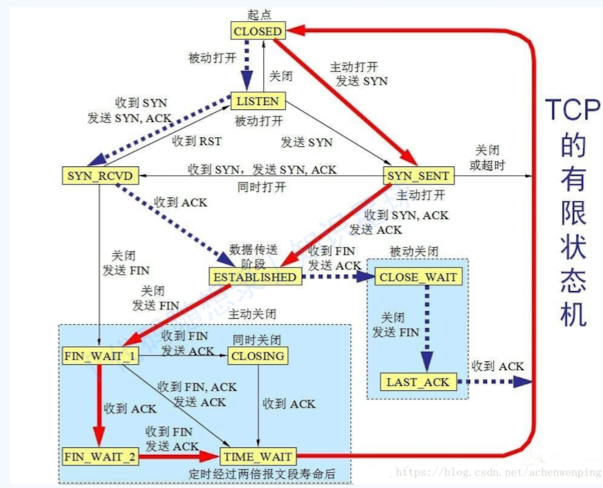 起点
CLOSED
被动打开
关闭
主动打开
发送 SYN
LISTEN
被动打开
收到 SYN
发送 SYN, ACK
收到 RST
发送 SYN
SYN_RCVD
收到 SYN，发送 SYN, ACK
同时打开
SYN_SENT
主动打开
关闭
或超时
TCP
的
有
限
状
态
机
收到 ACK
收到 SYN, ACK
发送 ACK
关闭
发送 FIN
数据传送
阶段
ESTABLISHED
收到 FIN
发送 ACK
被动关闭
CLOSE_WAIT
关闭
发送 FIN
LAST_ACK
收到 ACK
关闭
发送 FIN
主动关闭
FIN_WAIT_1
收到 FIN
发送 ACK
同时关闭
CLOSING
收到 ACK
收到 FIN, ACK
发送 ACK
收到 ACK
FIN_WAIT_2
收到 FIN
发送 ACK
TIME_WAIT
定时经过两倍报文段寿命后
https://blog.csdn.net/achenwenping